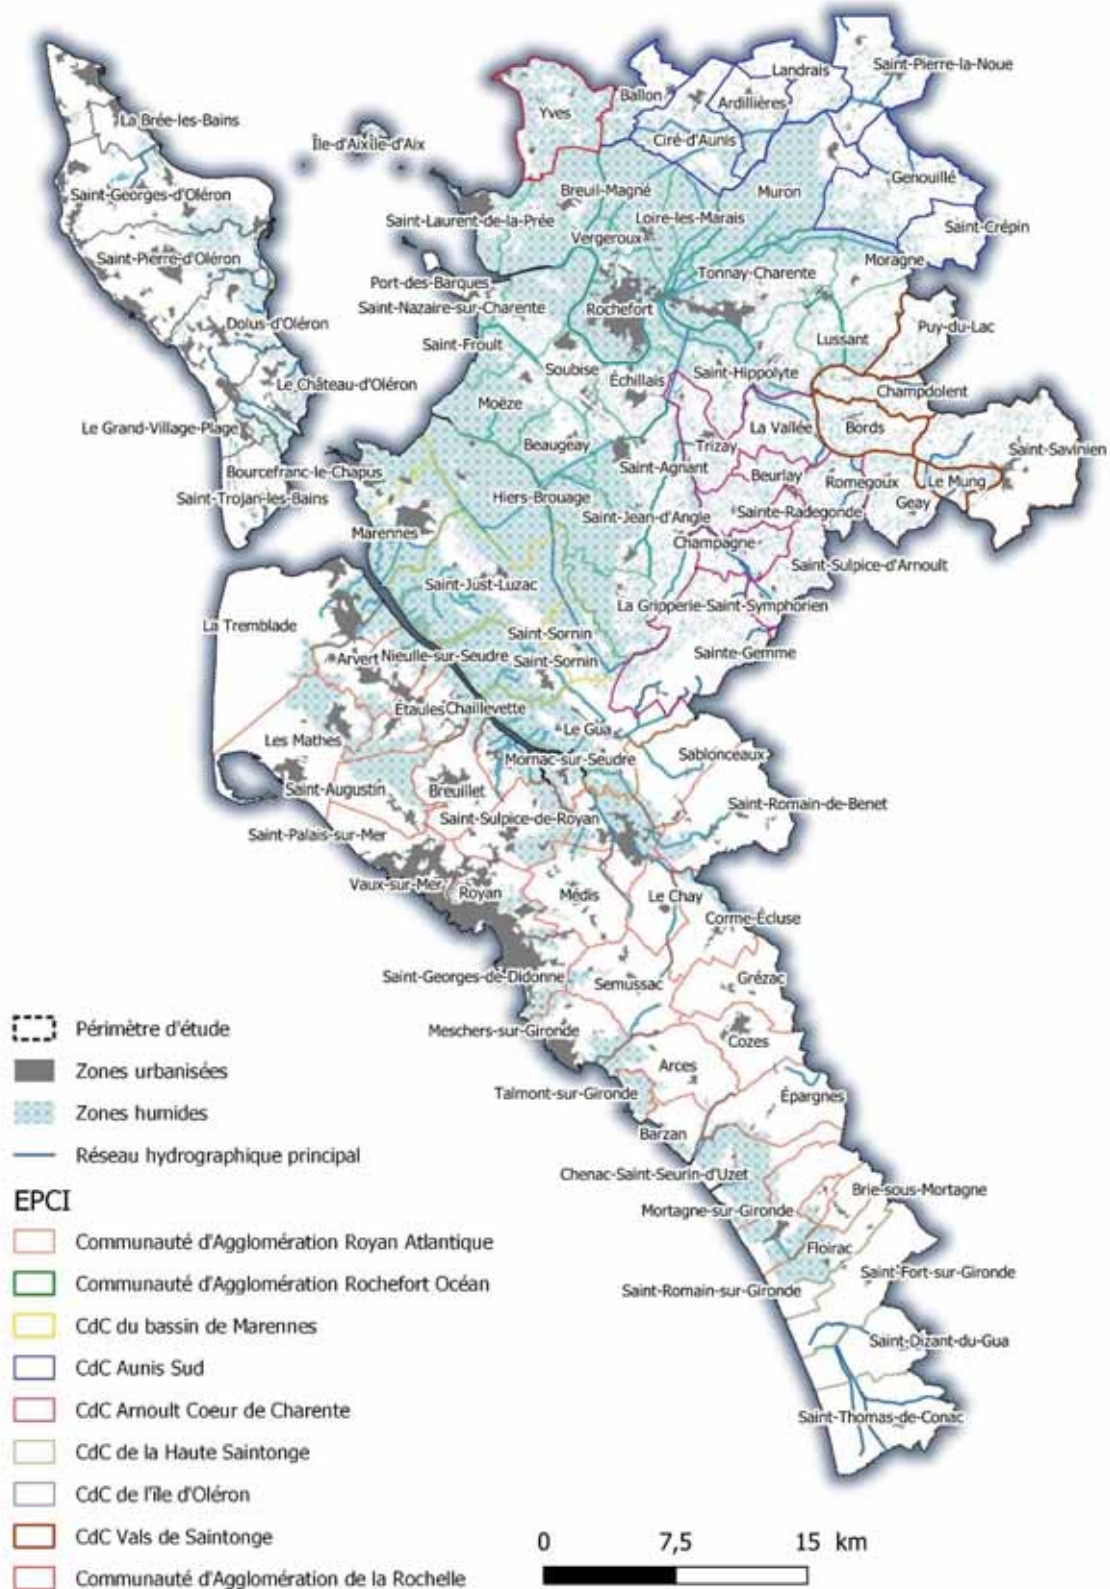 Saint-Pierre-la-Noue
Landrais
Ballon
Ardillières
Yves
La Brée-les-Bains
Île-d'Aix
Île-d'Aix
Ciré-d'Aunis
Genouillé
Saint-Georges-d'Oléron
Breuil-Magné
Muron
Saint-Laurent-de-la-Prée
Loire-les-Marais
Saint-Crépin
Vergeroux
Saint-Pierre-d'Oléron
Moragne
Tonnay-Charente
Port-des-Barques
Saint-Nazaire-sur-Charente
Rochefort
Dolus-d'Oléron
Puy-du-Lac
Saint-Froult
Lussant
Soubise
Saint-Hippolyte
Le Château-d'Oléron
Échillais
Champdolent
Moëze
Le Grand-Village-Plage
La Vallée
Bords
Beaugeay
Trizay
Saint-Savinien
Bourcefranc-le-Chapus
Saint-Agnant
Beurlay
Romegoux
Le Mung
Saint-Trojan-les-Bains
Hiers-Brouage
Geay
Saint-Jean-d'Angle
Sainte-Radegonde
Marennes
Champagne
Saint-Sulpice-d'Arnoult
Saint-Just-Luzac
La Gripperie-Saint-Symphorien
La Tremblade
Saint-Sornin
Sainte-Gemme
Arvert
Nieulle-sur-Seudre
Saint-Sornin
Étaules
Chaillevette
Le Gua
Les Mathes
Sablonceaux
Mornac-sur-Seudre
Saint-Augustin
Breuillet
Saint-Romain-de-Benet
Saint-Sulpice-de-Royan
Saint-Palais-sur-Mer
Vaux-sur-Mer
Royan
Médis
Le Chay
Corme-Écluse
Saint-Georges-de-Didonne
Semussac
Grézac
Meschers-sur-Gironde
Cozes
Arces
Talmont-sur-Gironde
Épargnes
Barzan
Chenac-Saint-Seurin-d'Uzet
Brie-sous-Mortagne
Mortagne-sur-Gironde
Floirac
Saint-Fort-sur-Gironde
Saint-Romain-sur-Gironde
Saint-Dizant-du-Gua
Saint-Thomas-de-Conac
Périmètre d'étude
Zones urbanisées
Zones humides
Réseau hydrographique principal
EPCI
Communauté d'Agglomération Royan Atlantique
Communauté d'Agglomération Rochefort Océan
CdC du bassin de Marennes
CdC Aunis Sud
CdC Arnoult Coeur de Charente
CdC de la Haute Saintonge
CdC de l'île d'Oléron
CdC Vals de Saintonge
Communauté d'Agglomération de la Rochelle
0 7,5 15 km